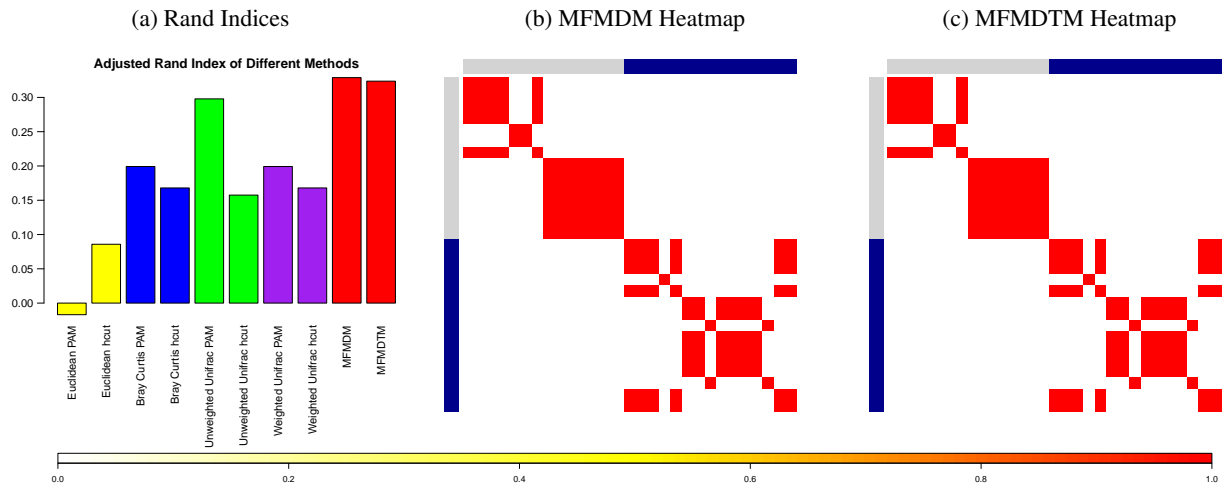 (a) Rand Indices
(b) MFMDM Heatmap
(c) MFMDTM Heatmap
Adjusted Rand Index of Different Methods
0.30
0.25
0.20
0.15
0.10
0.05
0.00
Euclidean PAM
Euclidean hcut
Bray Curtis PAM
Bray Curtis hcut
Unweighted Unifrac PAM
Unweighted Unifrac hcut
Weighted Unifrac PAM
Weighted Unifrac hcut
MFMDM
MFMDTM
0.0
0.2
0.4
0.6
0.8
1.0